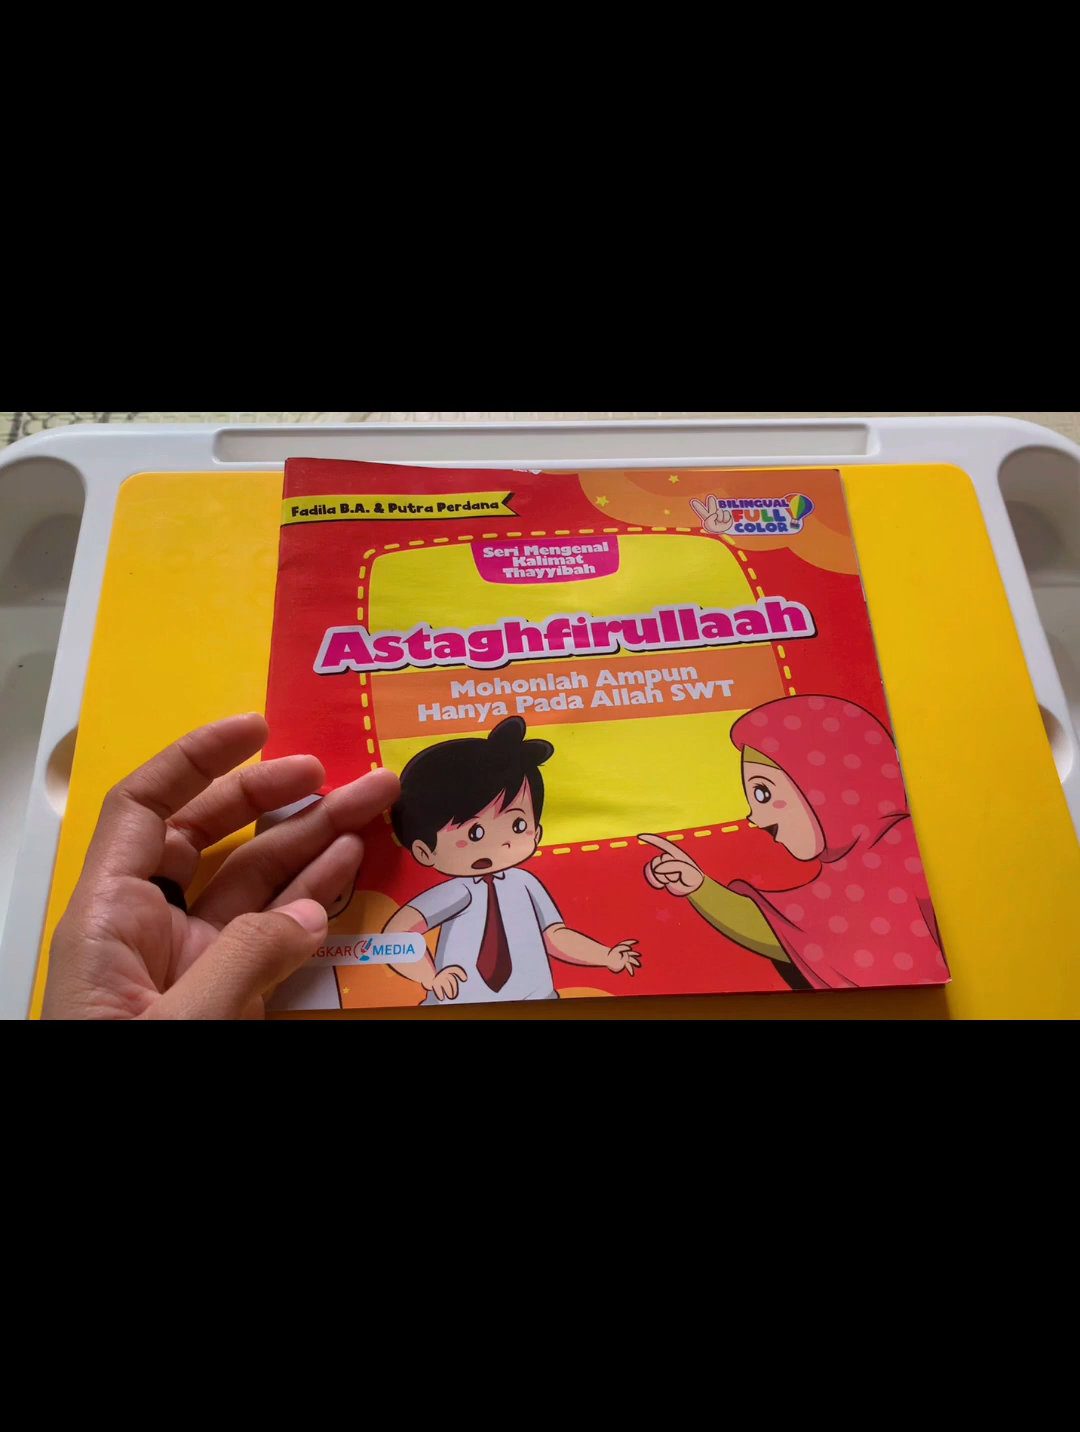 Fadila B.A. & Putra Perdana
BILINGUAL
FULL
COLOR
Seri Mengenal
Kalimat
Thayyibah
Astaghfirullaah
Mohonlah Ampun
Hanya Pada Allah SWT
MEDIA